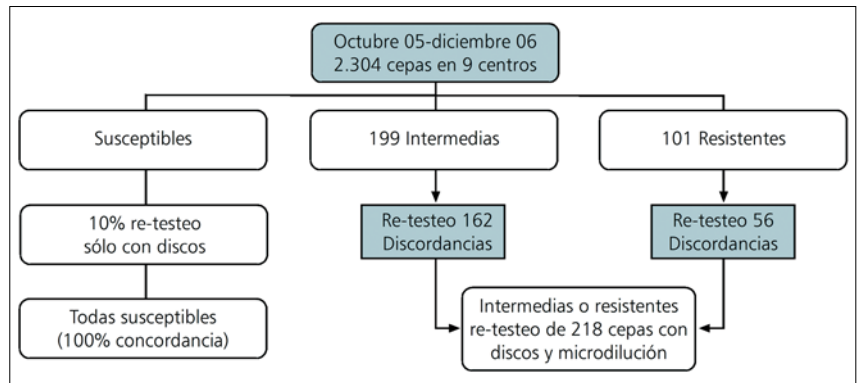 Octubre 05-diciembre 06
2.304 cepas en 9 centros
Susceptibles
199 Intermedias
101 Resistentes
10% re-testeo
sólo con discos
Re-testeo 162
Discordancias
Re-testeo 56
Discordancias
Todas susceptibles
(100% concordancia)
Intermedias o resistentes
re-testeo de 218 cepas con
discos y microdilución